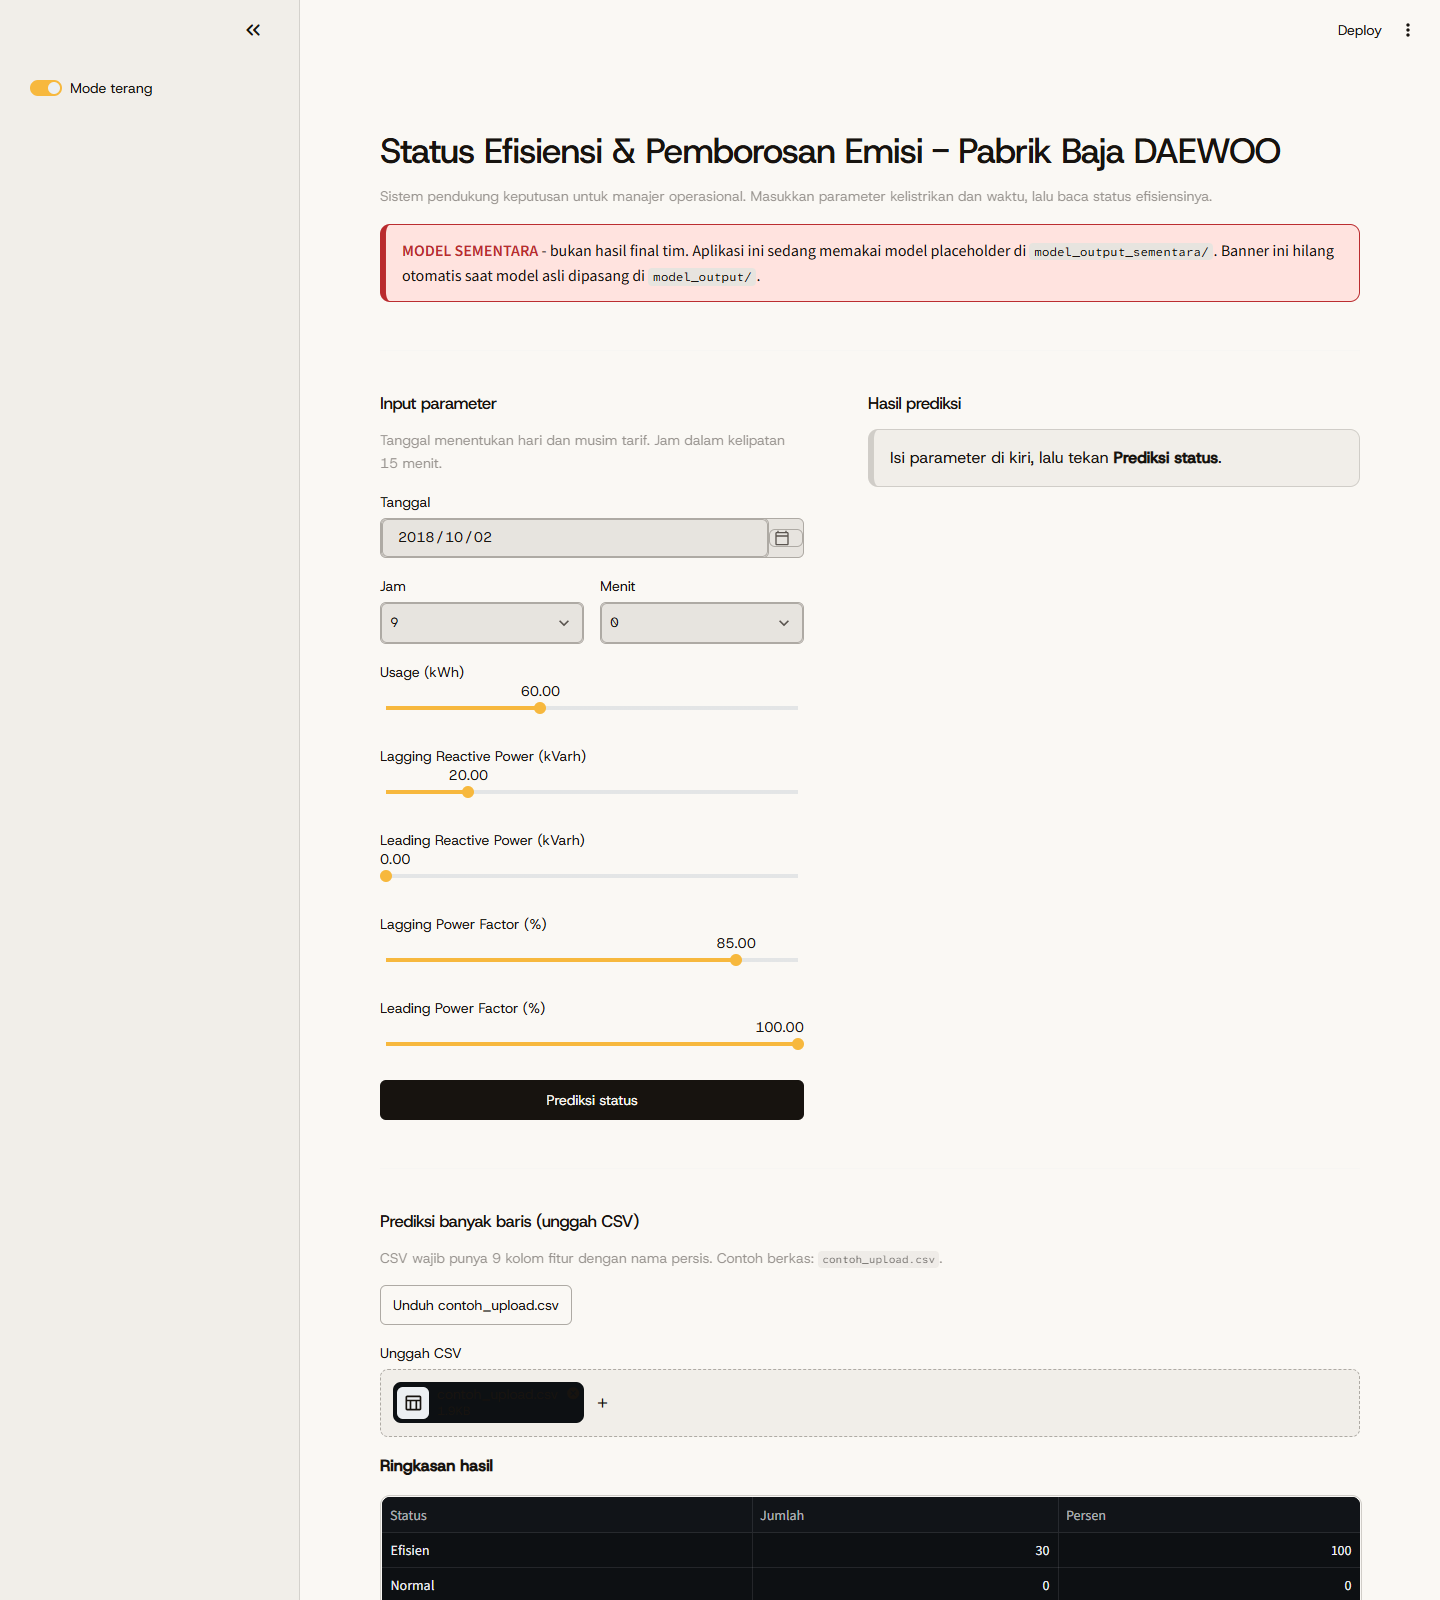 Deploy
Mode terang
Status Efisiensi & Pemborosan Emisi – Pabrik Baja DAEWOO
Sistem pendukung keputusan untuk manajer operasional. Masukkan parameter kelistrikan dan waktu, lalu baca status efisiensinya.
MODEL SEMENTARA - bukan hasil final tim. Aplikasi ini sedang memakai model placeholder di model_output_sementara/. Banner ini hilang
otomatis saat model asli dipasang di model_output/.
Input parameter
Tanggal menentukan hari dan musim tarif. Jam dalam kelipatan
15 menit.
Tanggal
2018/10/02
Jam
Menit
9
0
Usage (kWh)
60.00
Lagging Reactive Power (kVarh)
20.00
Leading Reactive Power (kVarh)
0.00
Lagging Power Factor (%)
85.00
Leading Power Factor (%)
100.00
Prediksi status
Hasil prediksi
Isi parameter di kiri, lalu tekan Prediksi status.
Prediksi banyak baris (unggah CSV)
CSV wajib punya 9 kolom fitur dengan nama persis. Contoh berkas: contoh_upload.csv.
Unduh contoh_upload.csv
Unggah CSV
contoh_upload.csv
Ringkasan hasil
Status Jumlah Persen
Efisien 30 100
Normal 0 0